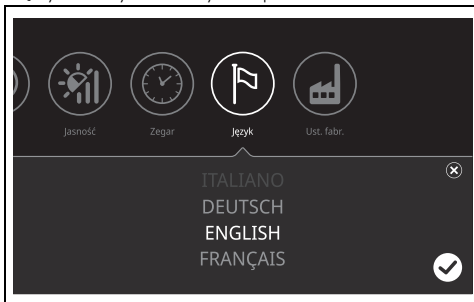 Jasność
Zegar
Język
Ust. fabr.
ITALIANO
DEUTSCH
ENGLISH
FRANÇAIS